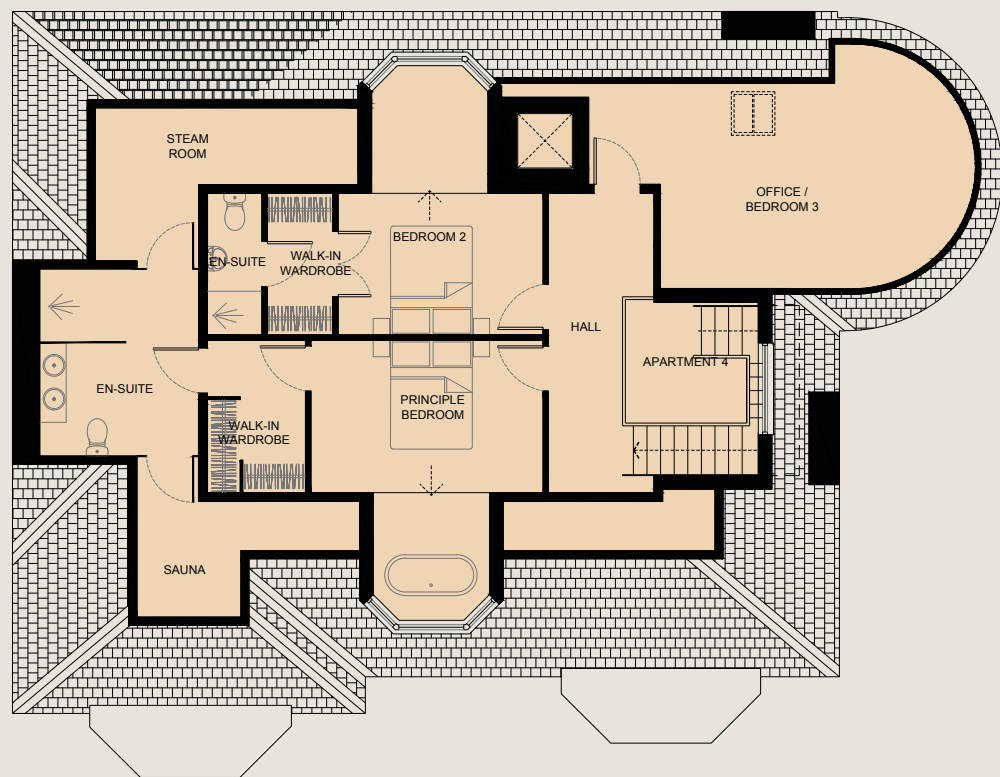 STEAM
ROOM
OFFICE /
BEDROOM 3
BEDROOM 2
EN-SUITE
WALK-IN
WARDROBE
HALL
APARTMENT 4
EN-SUITE
PRINCIPLE
BEDROOM
WALK-IN
WARDROBE
SAUNA